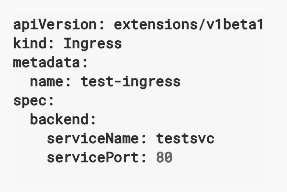 apiVersion: extensions/v1beta1
kind: Ingress
metadata:
  name: test-ingress
spec:
  backend:
    serviceName: testsvc
    servicePort: 80